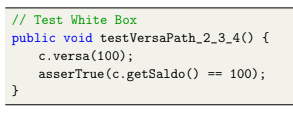 // Test White Box
public void testVersaPath_2_3_4() {
    c.versa(100);
    asserTrue(c.getSaldo() == 100);
}